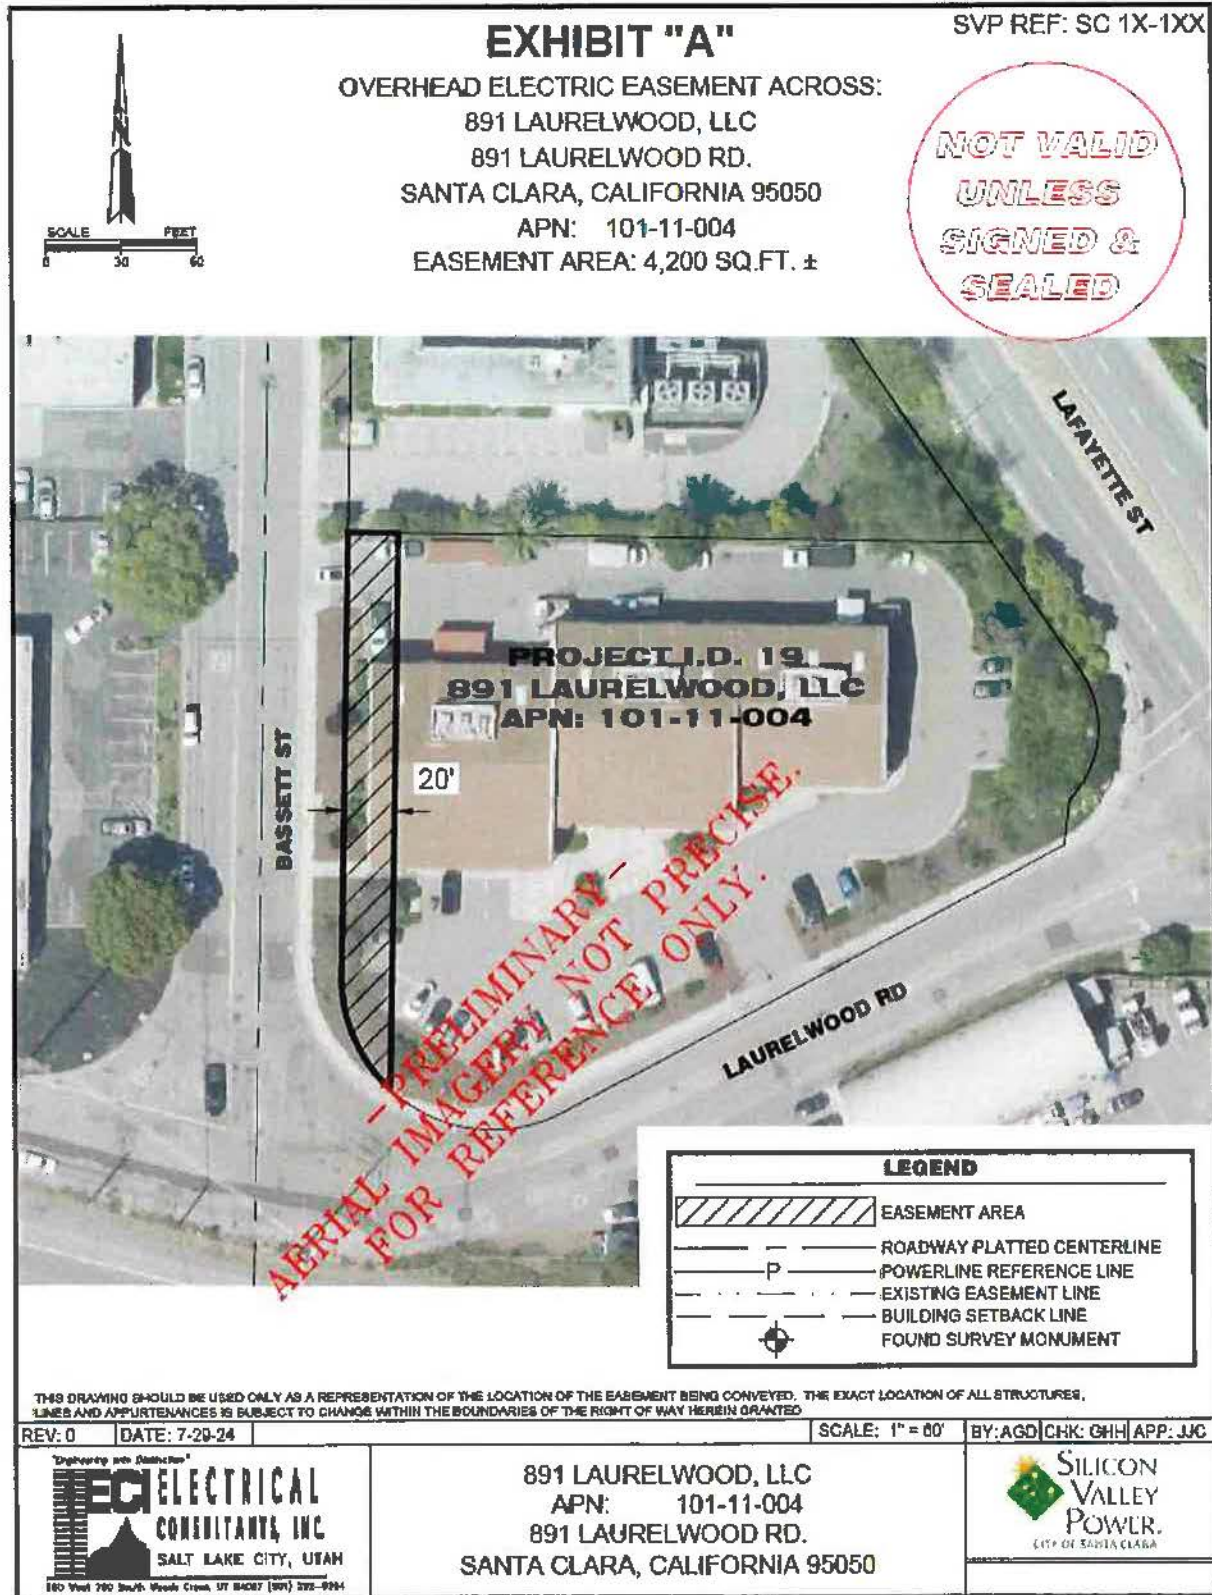 SVP REF: SC 1X-1XX
EXHIBIT "A"
OVERHEAD ELECTRIC EASEMENT ACROSS:
891 LAURELWOOD, LLC
891 LAURELWOOD RD.
SANTA CLARA, CALIFORNIA 95050
APN: 101-11-004
EASEMENT AREA: 4,200 SQ.FT. ±
NOT VALID
UNLESS
SIGNED &
SEALED
N
SCALE FEET
0 30 60
LAFAYETTE ST
PROJECT I.D. 19
891 LAURELWOOD, LLC
APN: 101-11-004
20'
BASSETT ST
LAURELWOOD RD
-PRELIMINARY-
AERIAL IMAGERY NOT PRECISE.
FOR REFERENCE ONLY.
LEGEND
EASEMENT AREA
ROADWAY PLATTED CENTERLINE
P POWERLINE REFERENCE LINE
EXISTING EASEMENT LINE
BUILDING SETBACK LINE
FOUND SURVEY MONUMENT
THIS DRAWING SHOULD BE USED ONLY AS A REPRESENTATION OF THE LOCATION OF THE EASEMENT BEING CONVEYED. THE EXACT LOCATION OF ALL STRUCTURES,
LINES AND APPURTENANCES IS SUBJECT TO CHANGE WITHIN THE BOUNDARIES OF THE RIGHT OF WAY HEREIN GRANTED
REV: 0 DATE: 7-29-24 SCALE: 1" = 60' BY: AGD CHK: GHH APP: JJC
"Engineering with Distinction"
ECI ELECTRICAL
CONSULTANTS, INC.
SALT LAKE CITY, UTAH
891 LAURELWOOD, LLC
APN: 101-11-004
891 LAURELWOOD RD.
SANTA CLARA, CALIFORNIA 95050
SILICON
VALLEY
POWER.
CITY OF SANTA CLARA